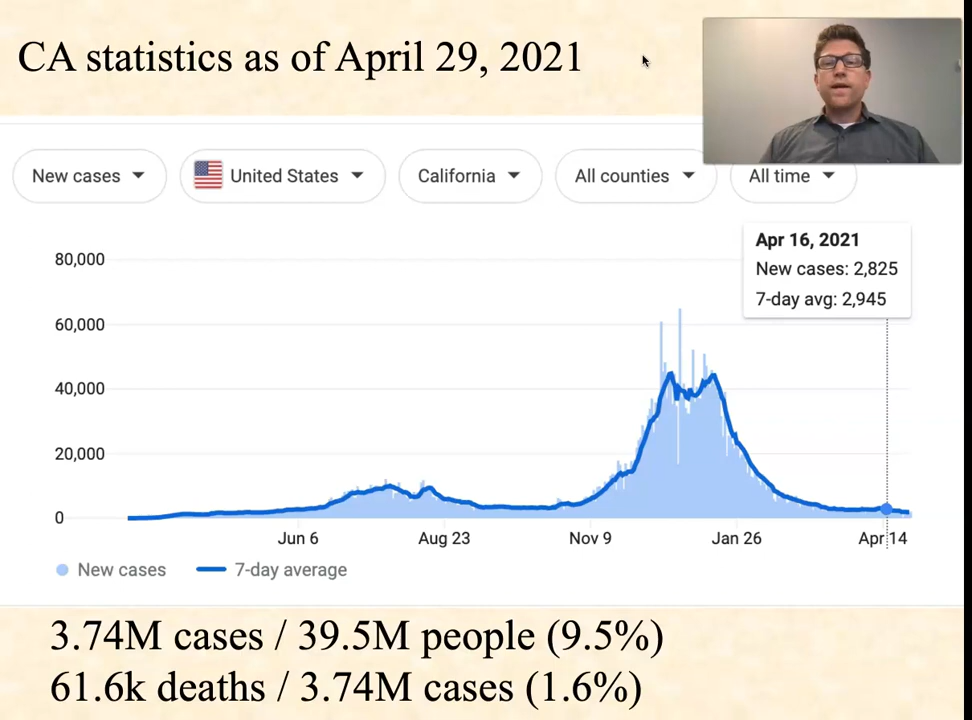 CA statistics as of April 29, 2021
New cases United States California All counties All time
Apr 16, 2021
New cases: 2,825
7-day avg: 2,945
80,000
60,000
40,000
20,000
0
Jun 6 Aug 23 Nov 9 Jan 26 Apr 14
New cases 7-day average
3.74M cases / 39.5M people (9.5%)
61.6k deaths / 3.74M cases (1.6%)